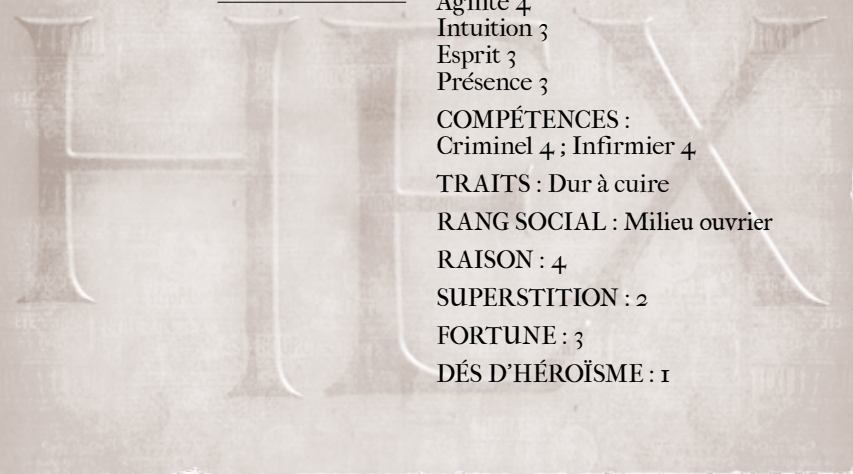 Agilité 4
Intuition 3
Esprit 3
Présence 3
COMPÉTENCES :
Criminel 4 ; Infirmier 4
TRAITS : Dur à cuire
RANG SOCIAL : Milieu ouvrier
RAISON : 4
SUPERSTITION : 2
FORTUNE : 3
DÉS D’HÉROÏSME : 1
HEX